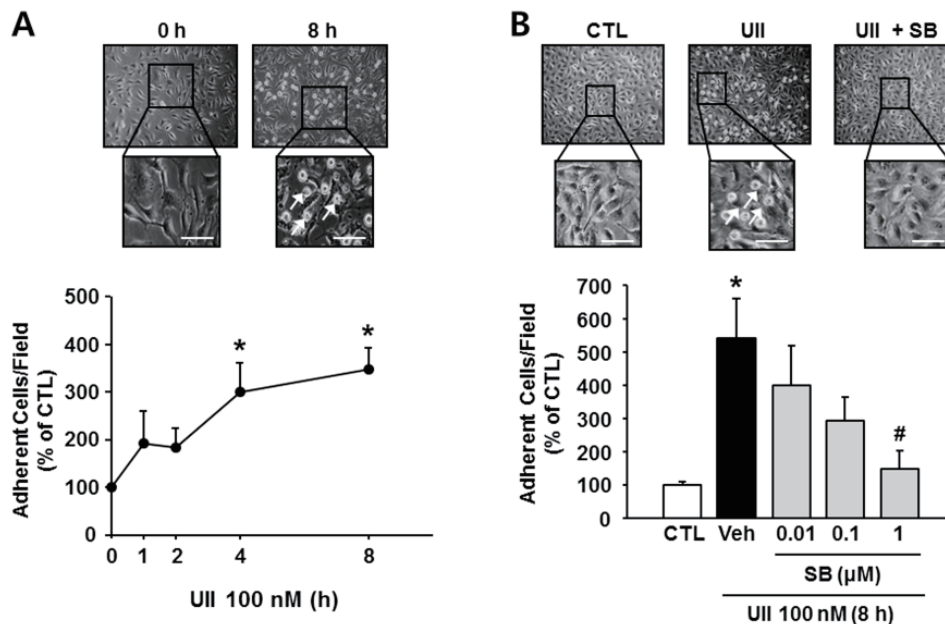 A
0 h
8 h
Adherent Cells/Field
(% of CTL)
500
400
300
200
100
0
*
*
0
1
2
4
8
UII 100 nM (h)
B
CTL
UII
UII + SB
Adherent Cells/Field
(% of CTL)
700
600
500
400
300
200
100
0
*
#
CTL
Veh
0.01
0.1
1
SB (µM)
UII 100 nM (8 h)